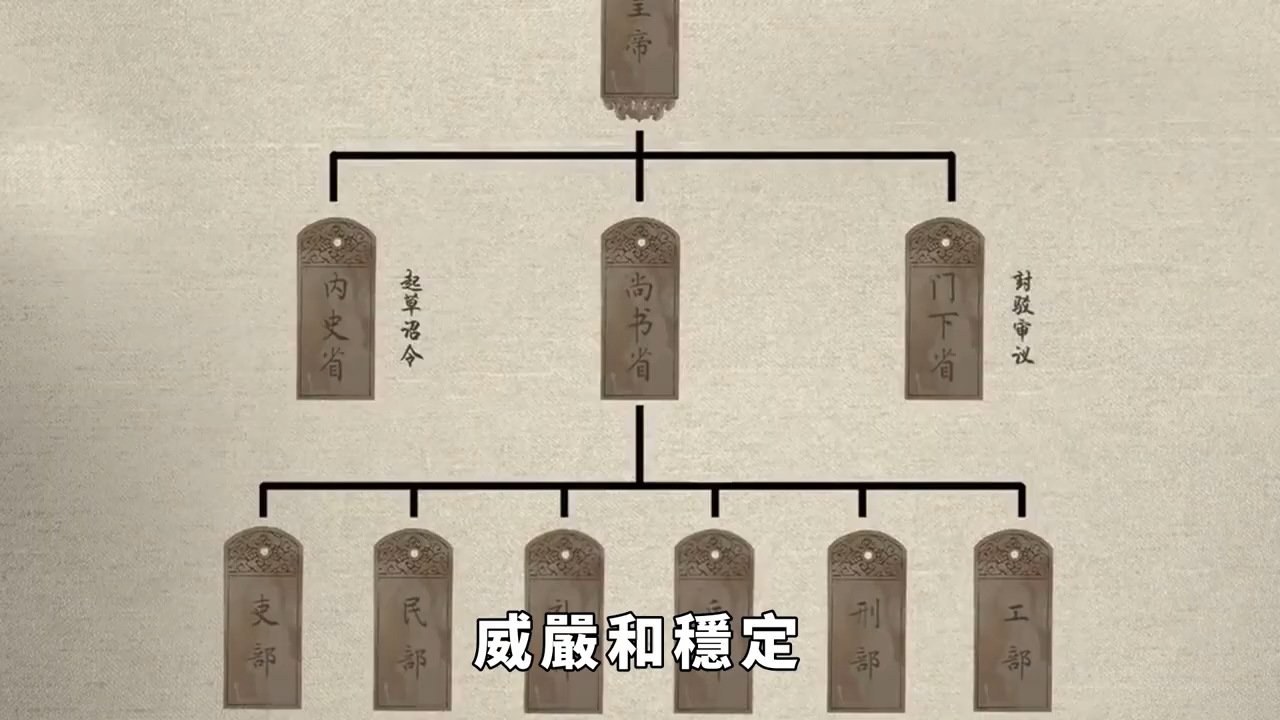 皇帝
内史省
起草诏令
尚书省
门下省
封驳审议
吏部
民部
刑部
工部
威嚴和穩定